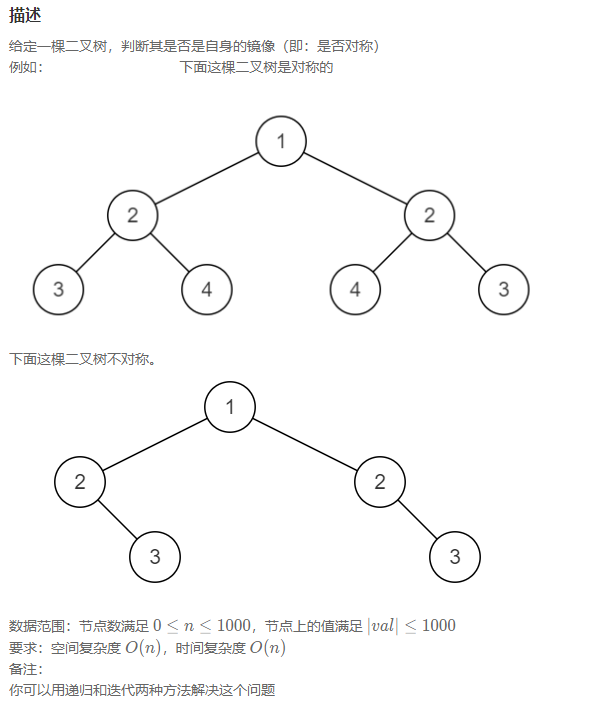 描述
给定一棵二叉树，判断其是否是自身的镜像（即：是否对称）
例如： 下面这棵二叉树是对称的
1
2 2
3 4 4 3
下面这棵二叉树不对称。
1
2 2
3 3
数据范围：节点数满足 0 ≤ n ≤ 1000，节点上的值满足 |val| ≤ 1000
要求：空间复杂度 O(n)，时间复杂度 O(n)
备注：
你可以用递归和迭代两种方法解决这个问题